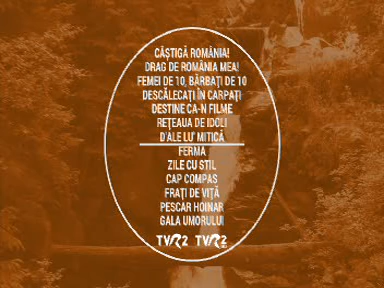 CÂȘTIGĂ ROMÂNIA!
DRAG DE ROMÂNIA MEA!
FEMEI DE 10, BĂRBAȚI DE 10
DESCĂLECAȚI ÎN CARPAȚI
DESTINE CA-N FILME
REȚEAUA DE IDOLI
D'ALE LU' MITICĂ
FERMA
ZILE CU STIL
CAP COMPAS
FRAȚI DE VIȚĂ
PESCAR HOINAR
GALA UMORULUI
TVR2 TVR2